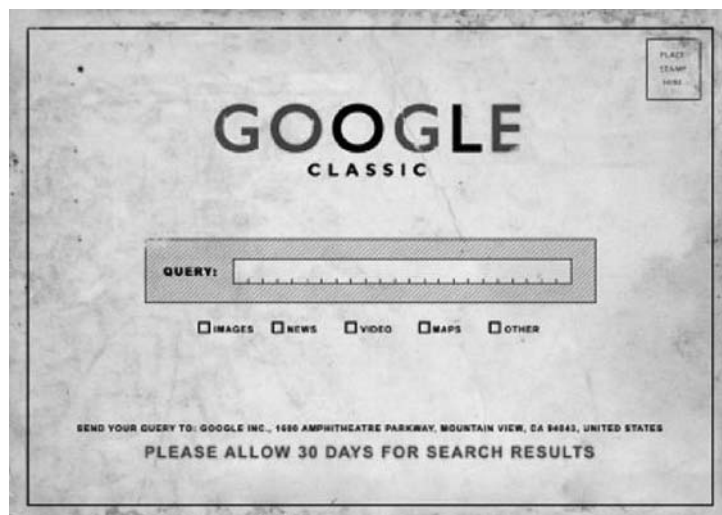 PLACE
STAMP
HERE
GOOGLE
CLASSIC
QUERY:
IMAGES NEWS VIDEO MAPS OTHER
SEND YOUR QUERY TO: GOOGLE INC., 1600 AMPHITHEATRE PARKWAY, MOUNTAIN VIEW, CA 94043, UNITED STATES
PLEASE ALLOW 30 DAYS FOR SEARCH RESULTS